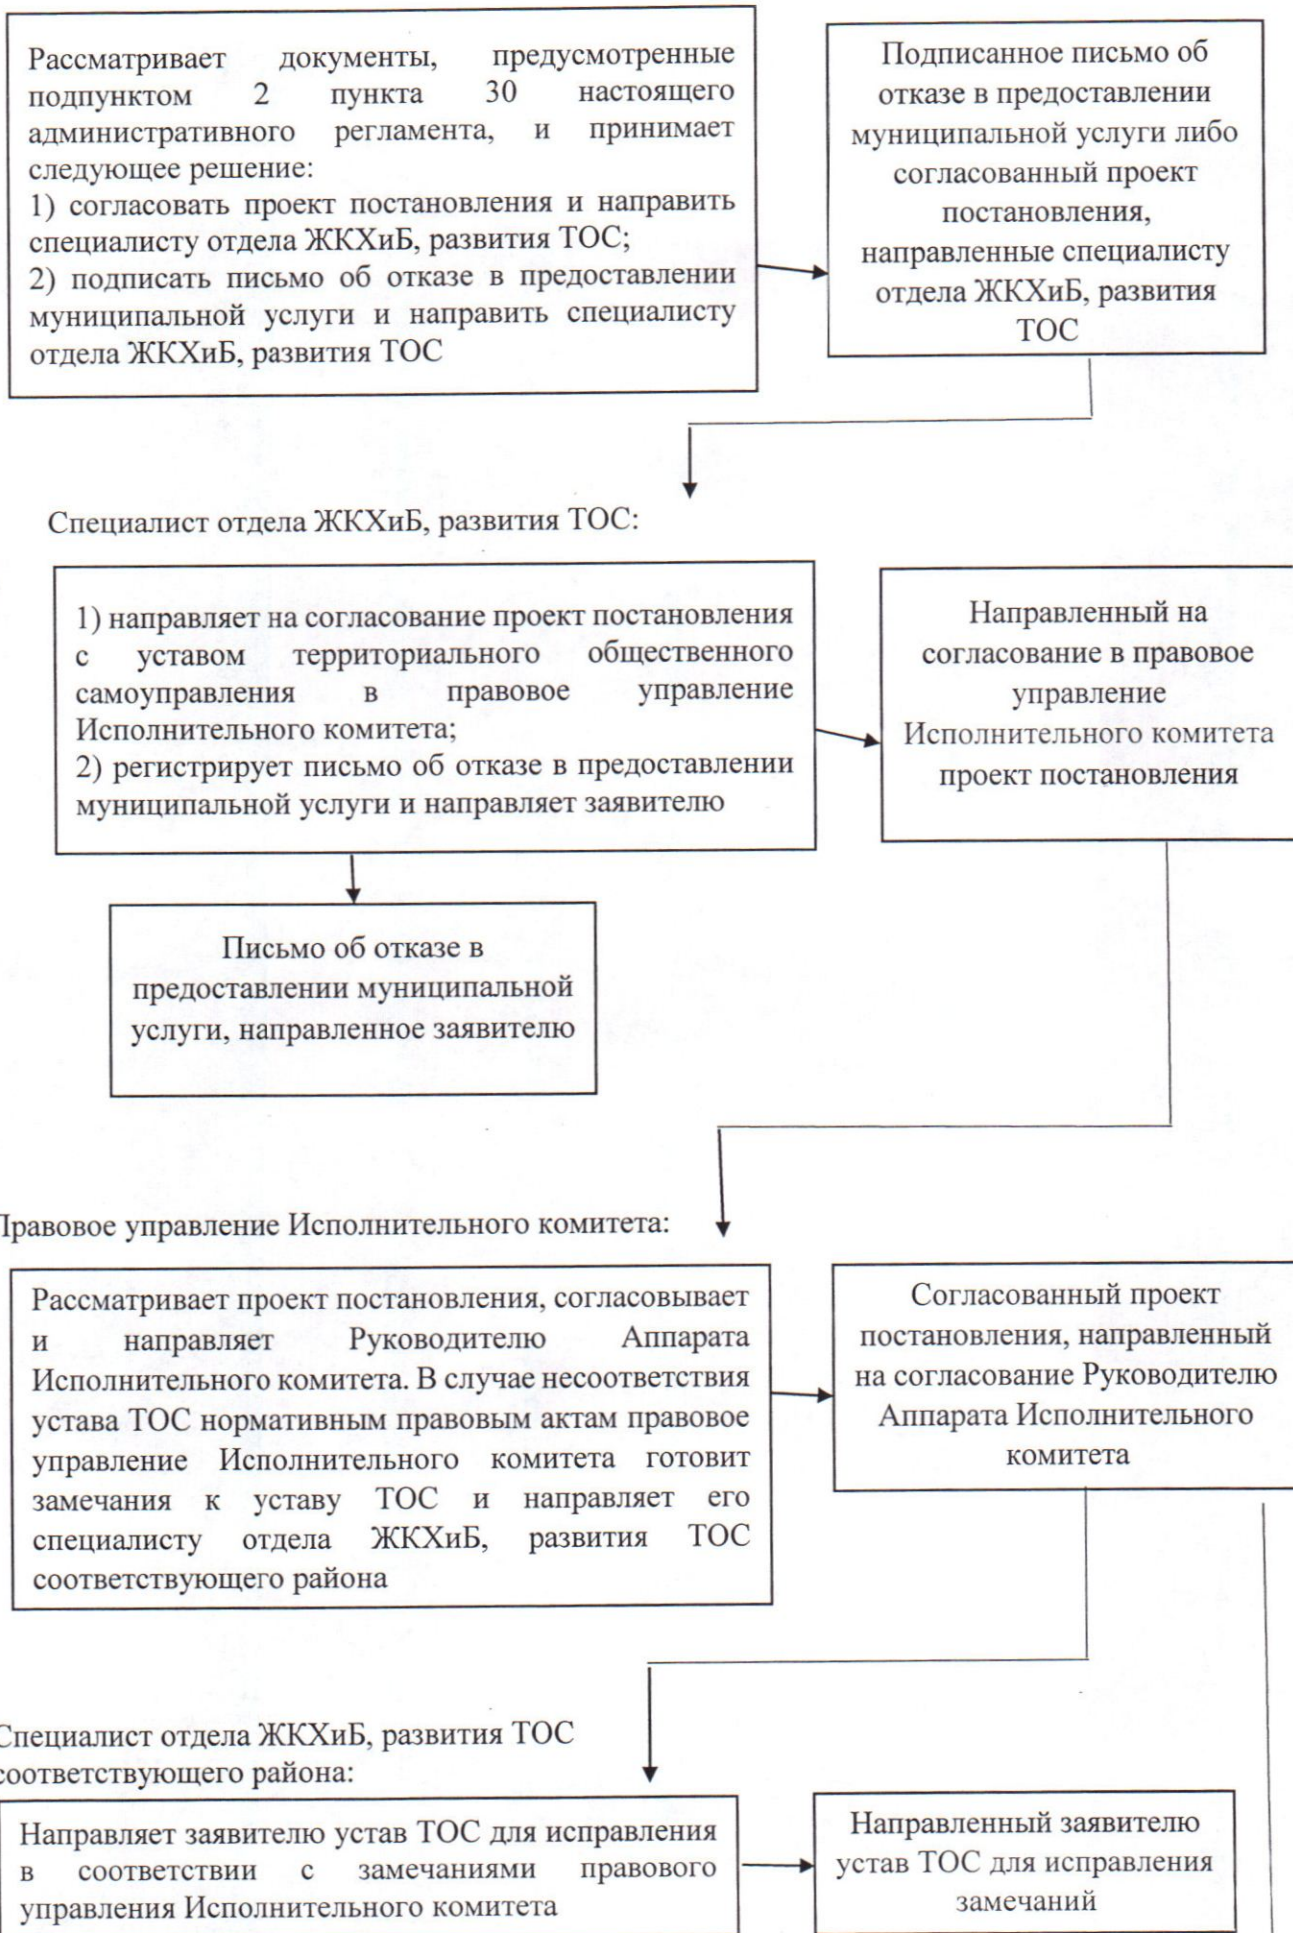 Рассматривает документы, предусмотренные
подпунктом 2 пункта 30 настоящего
административного регламента, и принимает
следующее решение:
1) согласовать проект постановления и направить
специалисту отдела ЖКХиБ, развития ТОС;
2) подписать письмо об отказе в предоставлении
муниципальной услуги и направить специалисту
отдела ЖКХиБ, развития ТОС
Подписанное письмо об
отказе в предоставлении
муниципальной услуги либо
согласованный проект
постановления,
направленные специалисту
отдела ЖКХиБ, развития
ТОС
Специалист отдела ЖКХиБ, развития ТОС:
1) направляет на согласование проект постановления
с уставом территориального общественного
самоуправления в правовое управление
Исполнительного комитета;
2) регистрирует письмо об отказе в предоставлении
муниципальной услуги и направляет заявителю
Направленный на
согласование в правовое
управление
Исполнительного комитета
проект постановления
Письмо об отказе в
предоставлении муниципальной
услуги, направленное заявителю
Правовое управление Исполнительного комитета:
Рассматривает проект постановления, согласовывает
и направляет Руководителю Аппарата
Исполнительного комитета. В случае несоответствия
устава ТОС нормативным правовым актам правовое
управление Исполнительного комитета готовит
замечания к уставу ТОС и направляет его
специалисту отдела ЖКХиБ, развития ТОС
соответствующего района
Согласованный проект
постановления, направленный
на согласование Руководителю
Аппарата Исполнительного
комитета
Специалист отдела ЖКХиБ, развития ТОС
соответствующего района:
Направляет заявителю устав ТОС для исправления
в соответствии с замечаниями правового
управления Исполнительного комитета
Направленный заявителю
устав ТОС для исправления
замечаний